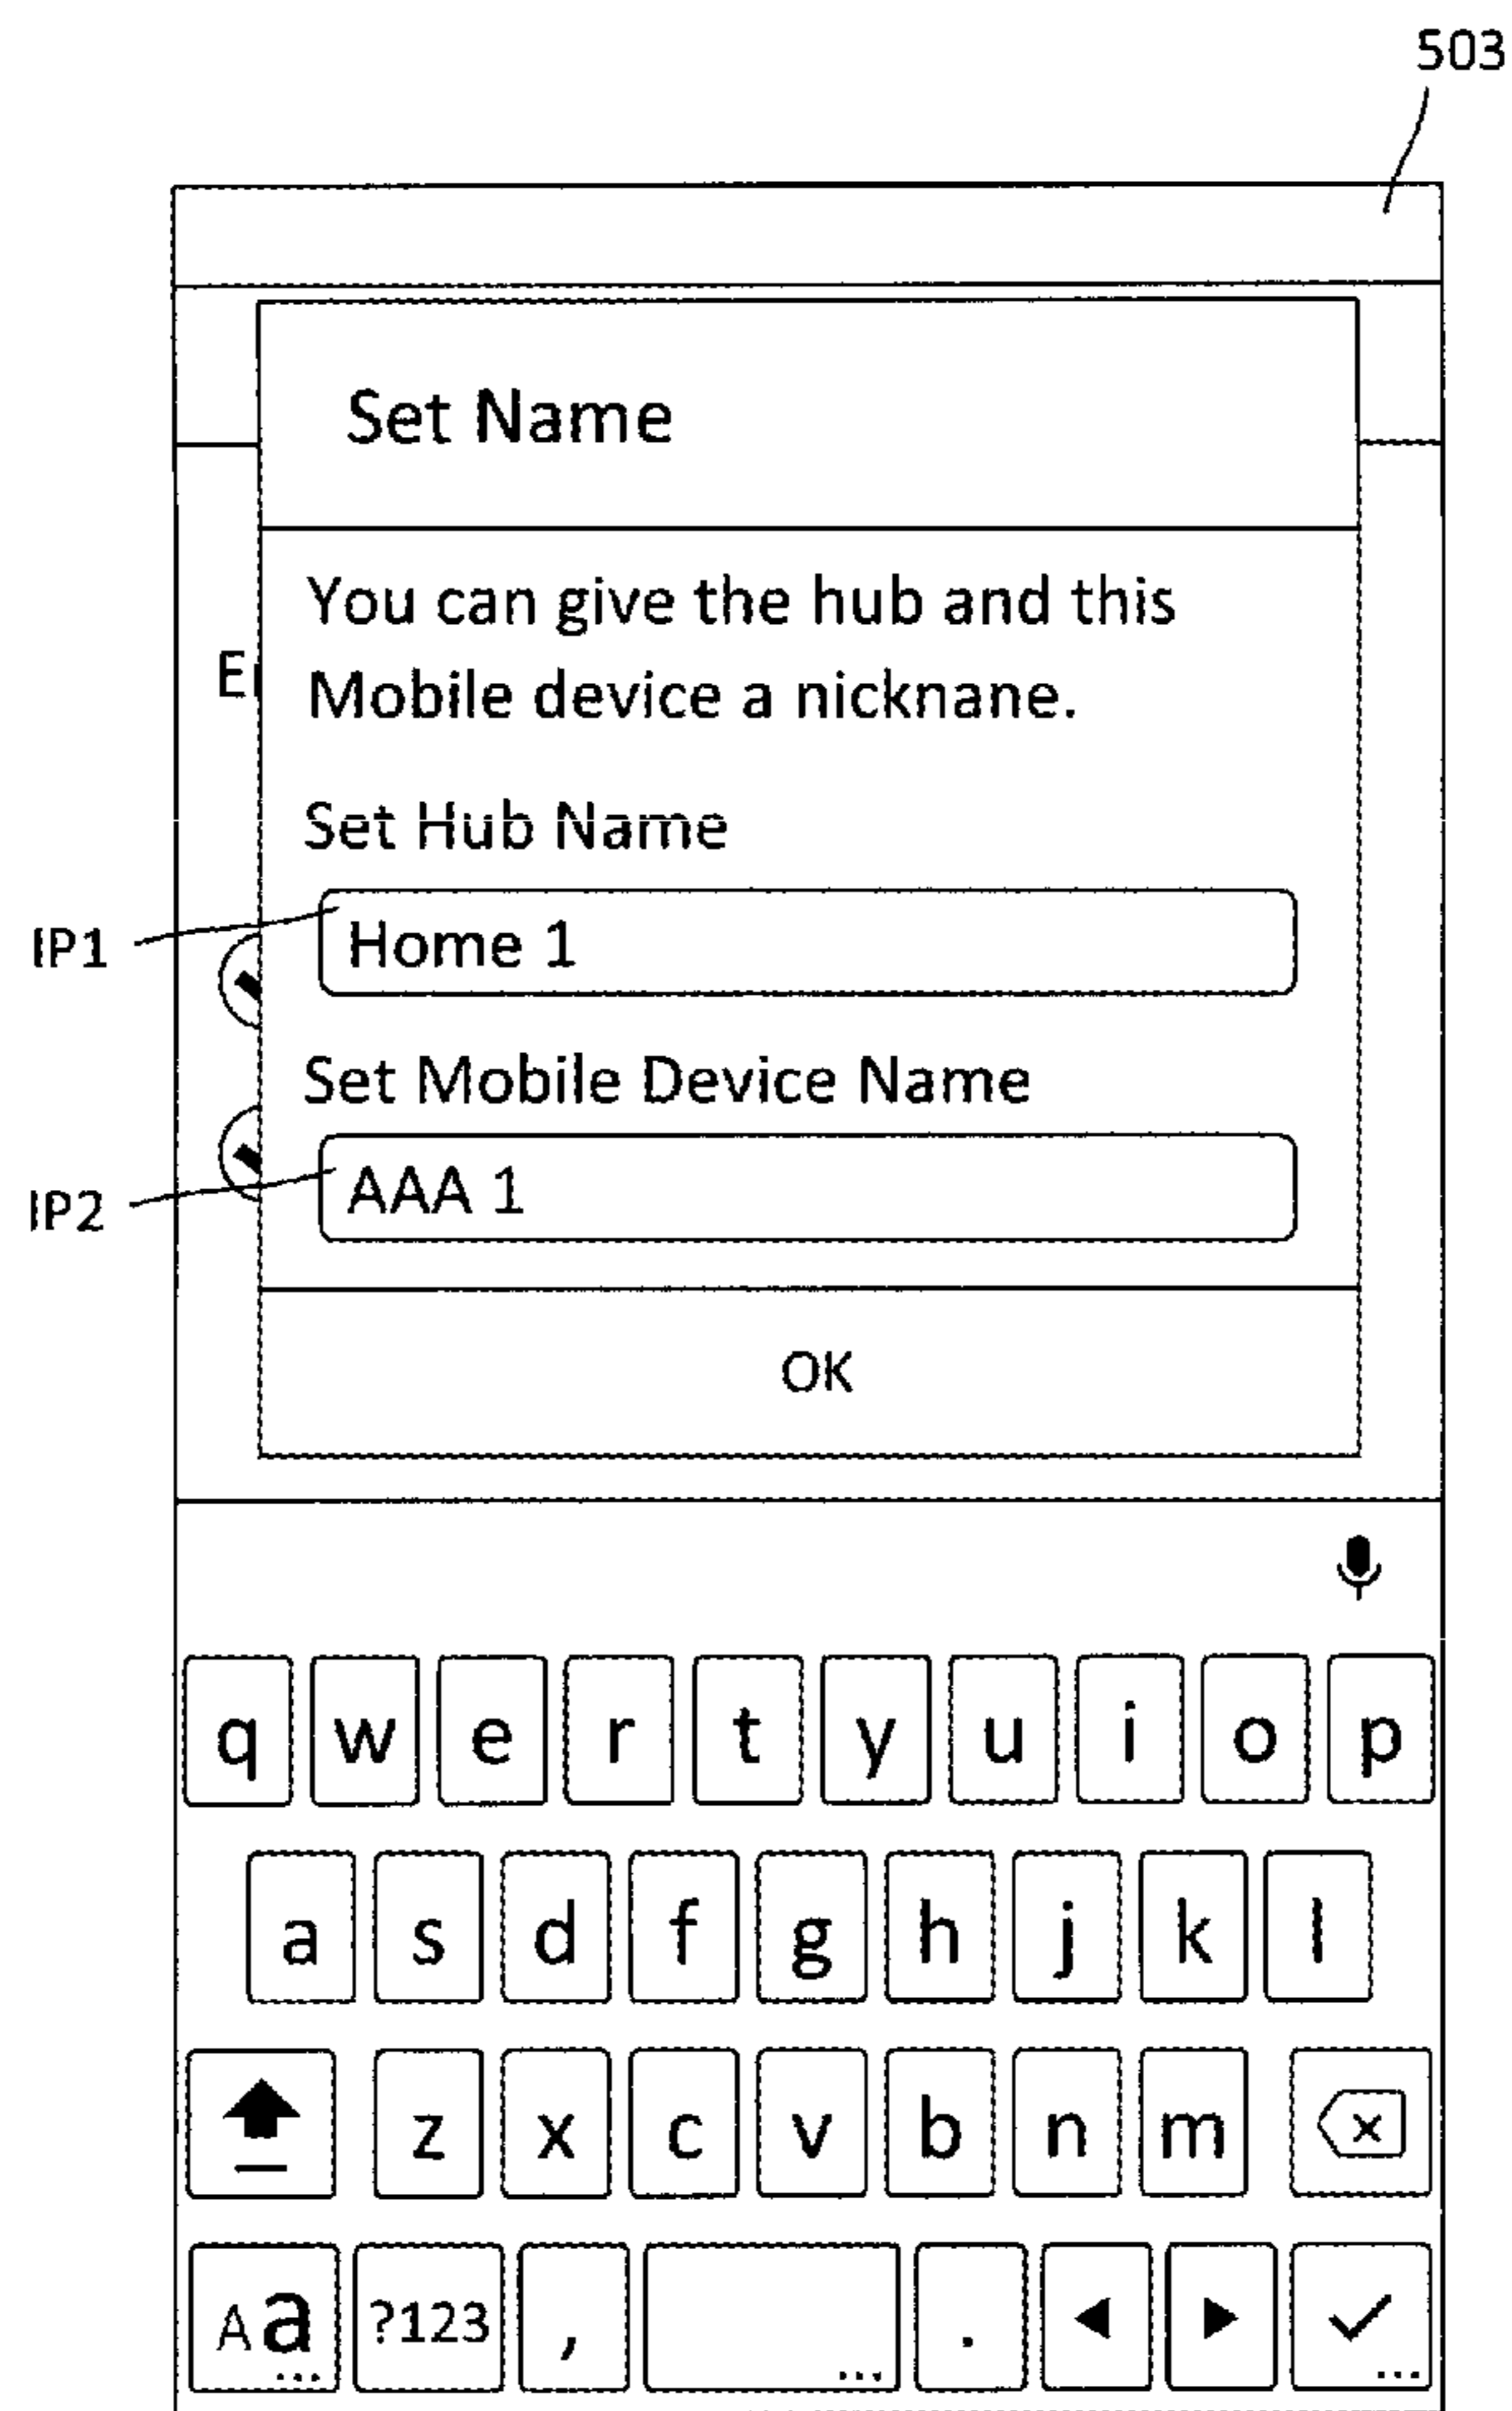 503
Set Name
You can give the hub and this
Mobile device a nicknane.
Set Hub Name
IP1
Home 1
Set Mobile Device Name
IP2
AAA 1
OK
q w e r t y u i o p
a s d f g h j k l
z x c v b n m x
Aa... ?123 , ... . ...